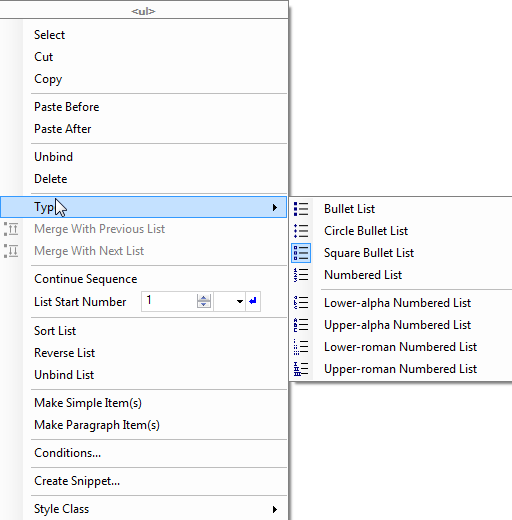 <ul>
Select
Cut
Copy
Paste Before
Paste After
Unbind
Delete
Typ
Merge With Previous List
Merge With Next List
Continue Sequence
List Start Number 1
Sort List
Reverse List
Unbind List
Make Simple Item(s)
Make Paragraph Item(s)
Conditions...
Create Snippet...
Style Class
Bullet List
Circle Bullet List
Square Bullet List
Numbered List
Lower-alpha Numbered List
Upper-alpha Numbered List
Lower-roman Numbered List
Upper-roman Numbered List